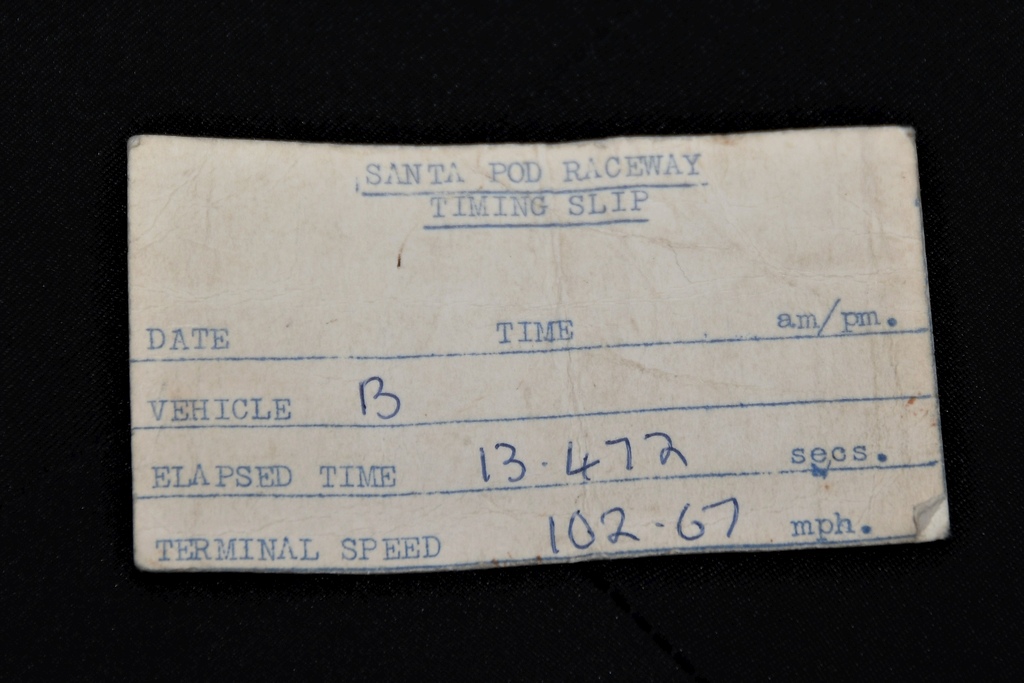 SANTA POD RACEWAY
TIMING SLIP
DATE TIME am/pm.
VEHICLE B
ELAPSED TIME 13.472 secs.
TERMINAL SPEED 102.67 mph.